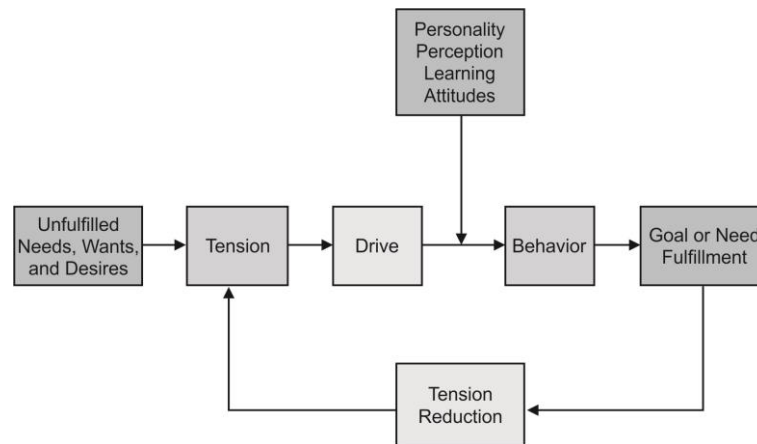 Personality
Perception
Learning
Attitudes
Unfulfilled
Needs, Wants,
and Desires
Tension
Drive
Behavior
Goal or Need
Fulfillment
Tension
Reduction